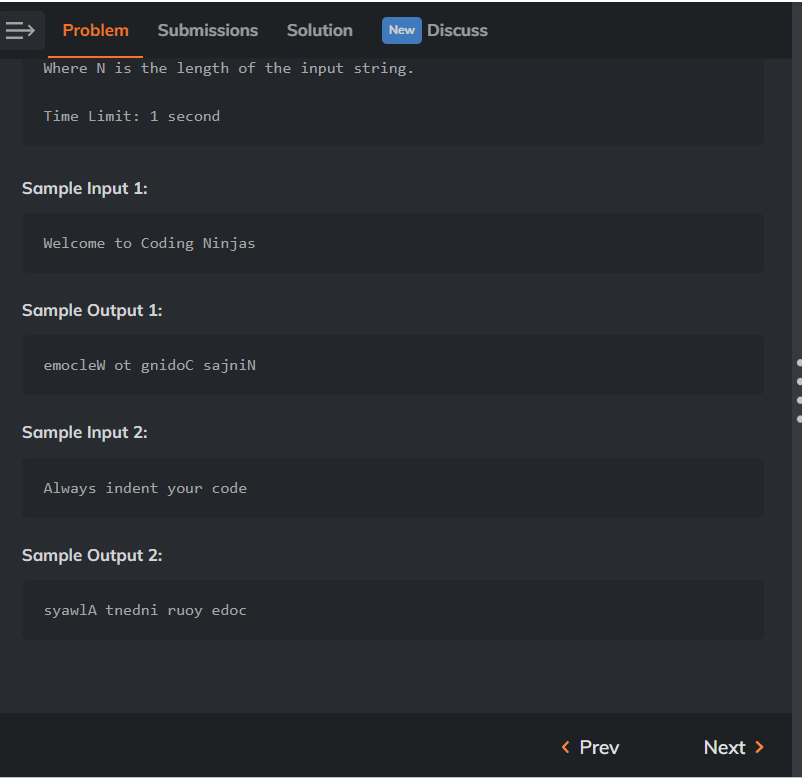 Problem Submissions Solution New Discuss
Where N is the length of the input string.
Time Limit: 1 second
Sample Input 1:
Welcome to Coding Ninjas
Sample Output 1:
emocleW ot gnidoC sajniN
Sample Input 2:
Always indent your code
Sample Output 2:
syawlA tnedni ruoy edoc
Prev Next